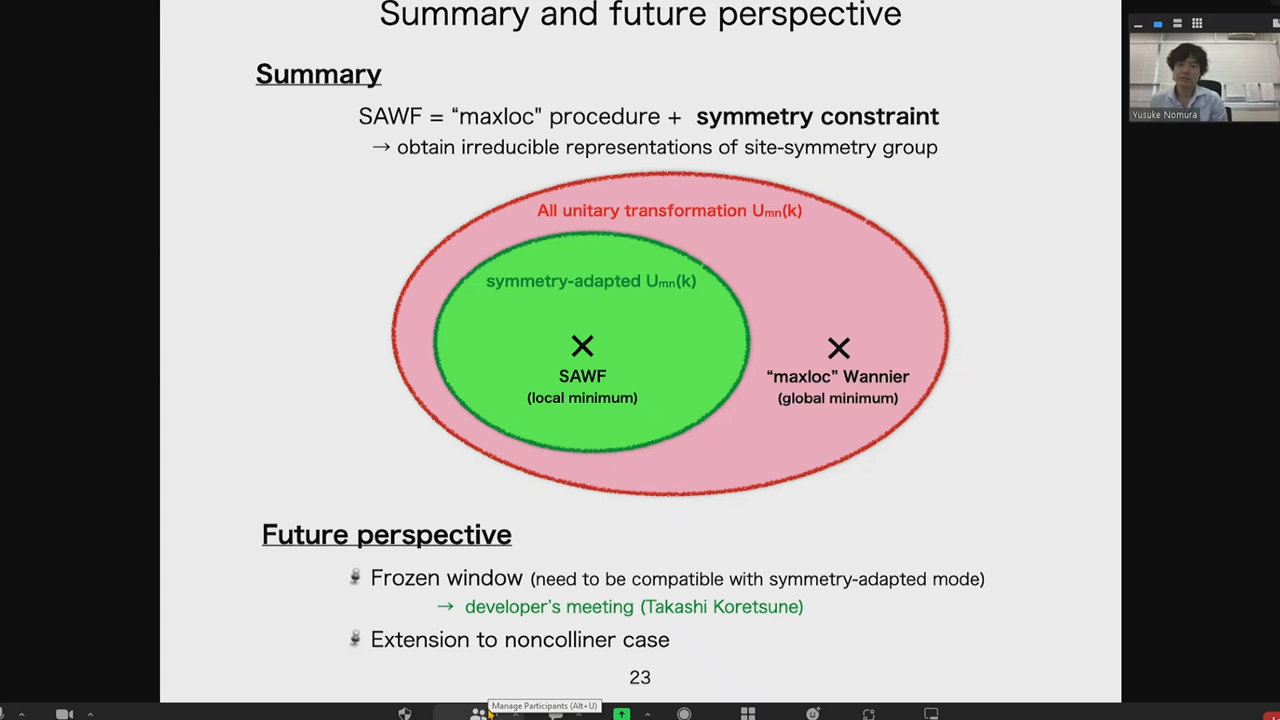 Summary and future perspective
Summary
SAWF = “maxloc" procedure + symmetry constraint
→ obtain irreducible representations of site-symmetry group
All unitary transformation Umn(k)
symmetry-adapted Umn(k)
SAWF
(local minimum)
“maxloc” Wannier
(global minimum)
Future perspective
Frozen window (need to be compatible with symmetry-adapted mode)
→ developer's meeting (Takashi Koretsune)
Extension to noncolliner case
23
Yusuke Nomura
Manage Participants (Alt+U)